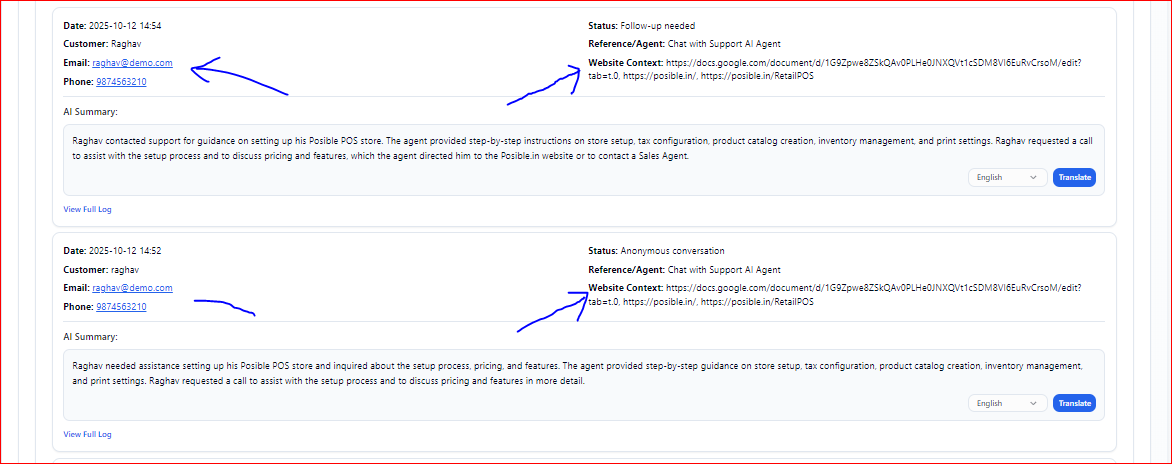 Date: 2025-10-12 14:54
Status: Follow-up needed
Customer: Raghav
Reference/Agent: Chat with Support AI Agent
Email: raghav@demo.com
Website Context: https://docs.google.com/document/d/1G9Zpwe8ZSkQAv0PLHe0JNXQVt1cSDM8Vl6EuRvCrsoM/edit?
tab=t.0, https://posible.in/, https://posible.in/RetailPOS
Phone: 9874563210
AI Summary:
Raghav contacted support for guidance on setting up his Posible POS store. The agent provided step-by-step instructions on store setup, tax configuration, product catalog creation, inventory management, and print settings. Raghav requested a call
to assist with the setup process and to discuss pricing and features, which the agent directed him to the Posible.in website or to contact a Sales Agent.
English
Translate
View Full Log
Date: 2025-10-12 14:52
Status: Anonymous conversation
Customer: raghav
Reference/Agent: Chat with Support AI Agent
Email: raghav@demo.com
Website Context: https://docs.google.com/document/d/1G9Zpwe8ZSkQAv0PLHe0JNXQVt1cSDM8Vl6EuRvCrsoM/edit?
tab=t.0, https://posible.in/, https://posible.in/RetailPOS
Phone: 9874563210
AI Summary:
Raghav needed assistance setting up his Posible POS store and inquired about the setup process, pricing, and features. The agent provided step-by-step guidance on store setup, tax configuration, product catalog creation, inventory management,
and print settings. Raghav requested a call to assist with the setup process and to discuss pricing and features in more detail.
English
Translate
View Full Log